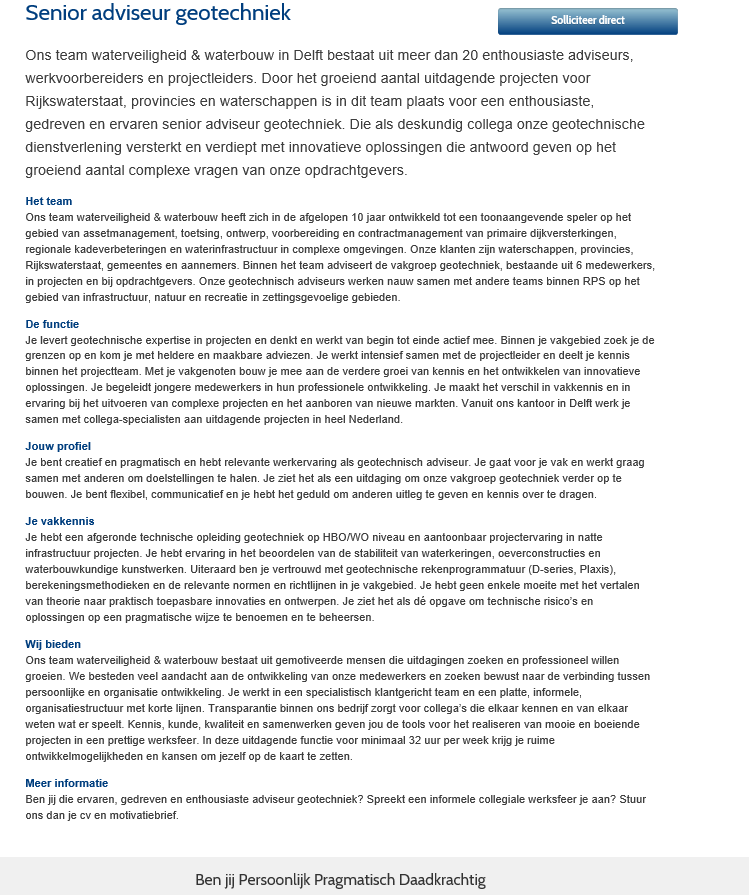 Senior adviseur geotechniek
Solliciteer direct
Ons team waterveiligheid & waterbouw in Delft bestaat uit meer dan 20 enthousiaste adviseurs,
werkvoorbereiders en projectleiders. Door het groeiend aantal uitdagende projecten voor
Rijkswaterstaat, provincies en waterschappen is in dit team plaats voor een enthousiaste,
gedreven en ervaren senior adviseur geotechniek. Die als deskundig collega onze geotechnische
dienstverlening versterkt en verdiept met innovatieve oplossingen die antwoord geven op het
groeiend aantal complexe vragen van onze opdrachtgevers.
Het team
Ons team waterveiligheid & waterbouw heeft zich in de afgelopen 10 jaar ontwikkeld tot een toonaangevende speler op het
gebied van assetmanagement, toetsing, ontwerp, voorbereiding en contractmanagement van primaire dijkversterkingen,
regionale kadeverbeteringen en waterinfrastructuur in complexe omgevingen. Onze klanten zijn waterschappen, provincies,
Rijkswaterstaat, gemeentes en aannemers. Binnen het team adviseert de vakgroep geotechniek, bestaande uit 6 medewerkers,
in projecten en bij opdrachtgevers. Onze geotechnisch adviseurs werken nauw samen met andere teams binnen RPS op het
gebied van infrastructuur, natuur en recreatie in zettingsgevoelige gebieden.
De functie
Je levert geotechnische expertise in projecten en denkt en werkt van begin tot einde actief mee. Binnen je vakgebied zoek je de
grenzen op en kom je met heldere en maakbare adviezen. Je werkt intensief samen met de projectleider en deelt je kennis
binnen het projectteam. Met je vakgenoten bouw je mee aan de verdere groei van kennis en het ontwikkelen van innovatieve
oplossingen. Je begeleidt jongere medewerkers in hun professionele ontwikkeling. Je maakt het verschil in vakkennis en in
ervaring bij het uitvoeren van complexe projecten en het aanboren van nieuwe markten. Vanuit ons kantoor in Delft werk je
samen met collega-specialisten aan uitdagende projecten in heel Nederland.
Jouw profiel
Je bent creatief en pragmatisch en hebt relevante werkervaring als geotechnisch adviseur. Je gaat voor je vak en werkt graag
samen met anderen om doelstellingen te halen. Je ziet het als een uitdaging om onze vakgroep geotechniek verder op te
bouwen. Je bent flexibel, communicatief en je hebt het geduld om anderen uitleg te geven en kennis over te dragen.
Je vakkennis
Je hebt een afgeronde technische opleiding geotechniek op HBO/WO niveau en aantoonbaar projectervaring in natte
infrastructuur projecten. Je hebt ervaring in het beoordelen van de stabiliteit van waterkeringen, oeverconstructies en
waterbouwkundige kunstwerken. Uiteraard ben je vertrouwd met geotechnische rekenprogrammatuur (D-series, Plaxis),
berekeningsmethodieken en de relevante normen en richtlijnen in je vakgebied. Je hebt geen enkele moeite met het vertalen
van theorie naar praktisch toepasbare innovaties en ontwerpen. Je ziet het als dé opgave om technische risico's en
oplossingen op een pragmatische wijze te benoemen en te beheersen.
Wij bieden
Ons team waterveiligheid & waterbouw bestaat uit gemotiveerde mensen die uitdagingen zoeken en professioneel willen
groeien. We besteden veel aandacht aan de ontwikkeling van onze medewerkers en zoeken bewust naar de verbinding tussen
persoonlijke en organisatie ontwikkeling. Je werkt in een specialistisch klantgericht team en een platte, informele,
organisatiestructuur met korte lijnen. Transparantie binnen ons bedrijf zorgt voor collega's die elkaar kennen en van elkaar
weten wat er speelt. Kennis, kunde, kwaliteit en samenwerken geven jou de tools voor het realiseren van mooie en boeiende
projecten in een prettige werksfeer. In deze uitdagende functie voor minimaal 32 uur per week krijg je ruime
ontwikkelmogelijkheden en kansen om jezelf op de kaart te zetten.
Meer informatie
Ben jij die ervaren, gedreven en enthousiaste adviseur geotechniek? Spreekt een informele collegiale werksfeer je aan? Stuur
ons dan je cv en motivatiebrief.
Ben jij Persoonlijk Pragmatisch Daadkrachtig